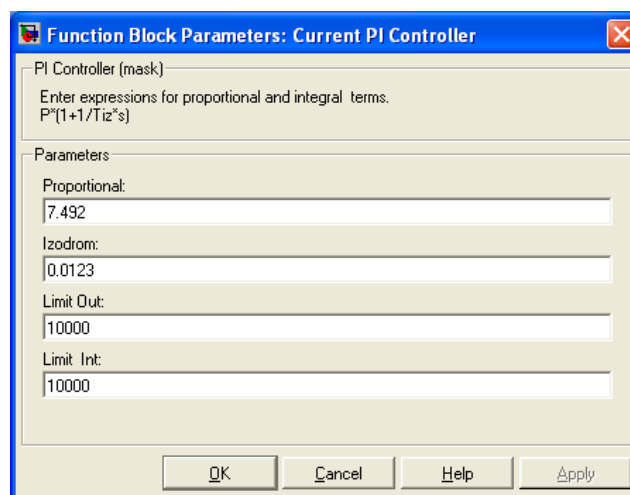 Function Block Parameters: Current PI Controller
PI Controller (mask)
Enter expressions for proportional and integral terms.
P*(1+1/Tiz*s)
Parameters
Proportional:
7.492
Izodrom:
0.0123
Limit Out:
10000
Limit Int:
10000
OK Cancel Help Apply